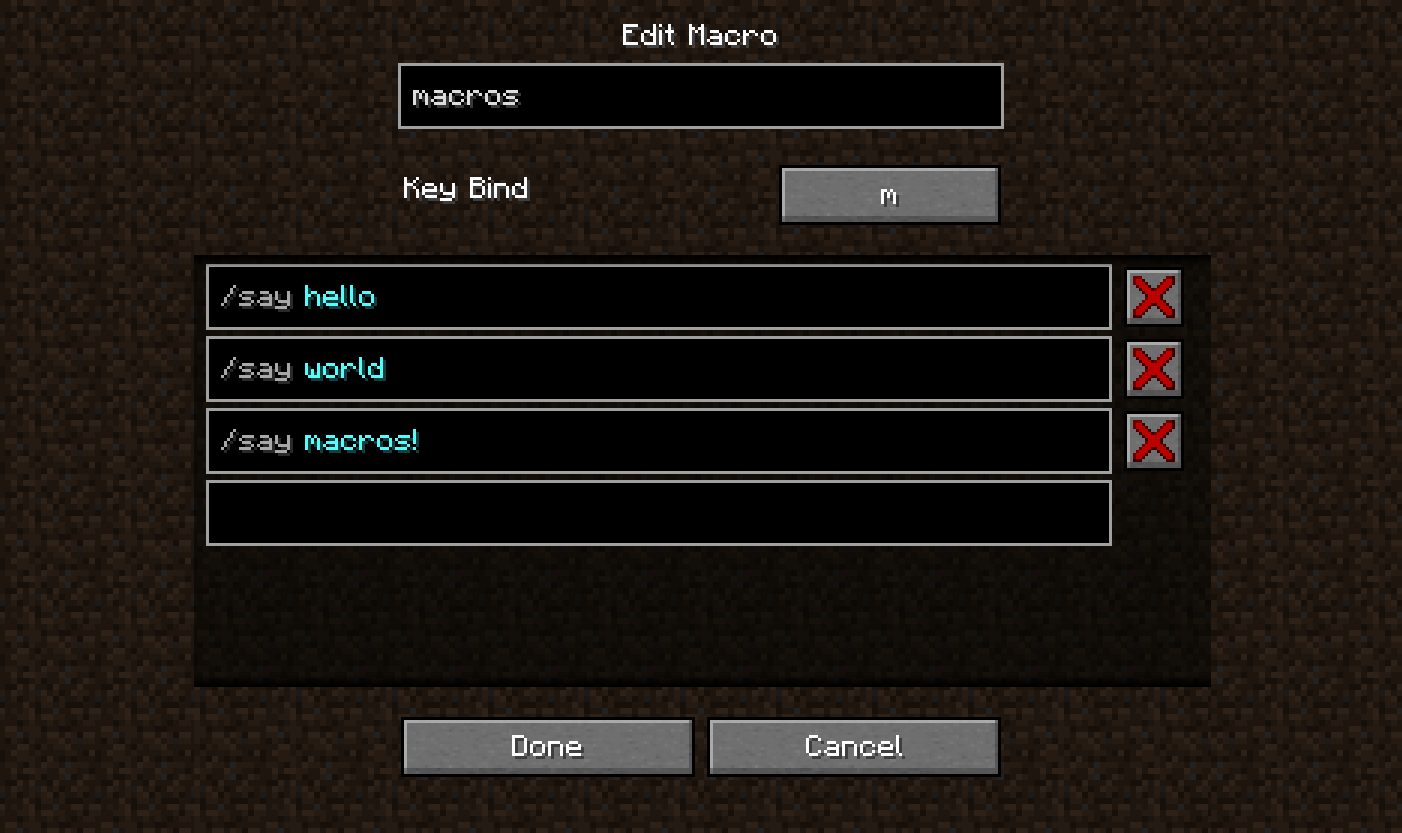 Edit Macro
macros
Key Bind
m
/say hello
/say world
/say macros!
Done
Cancel